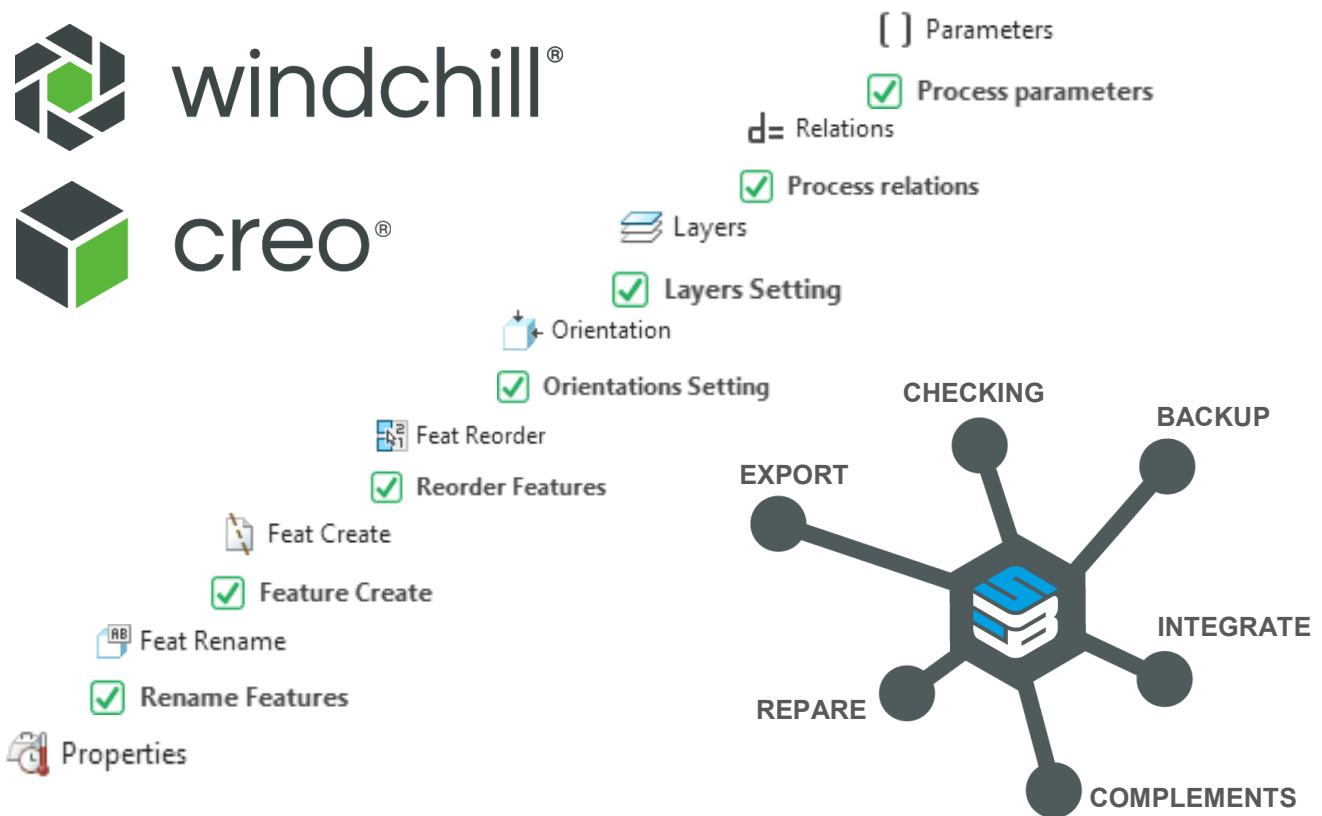 windchill®
creo®
[ ] Parameters
Process parameters
d= Relations
Process relations
Layers
Layers Setting
Orientation
Orientations Setting
Feat Reorder
Reorder Features
Feat Create
Feature Create
AB Feat Rename
Rename Features
Properties
CHECKING
BACKUP
EXPORT
INTEGRATE
REPARE
COMPLEMENTS